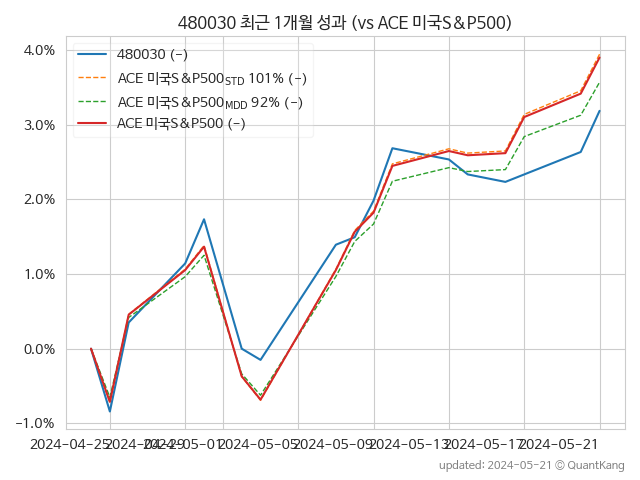 480030 최근 1개월 성과 (vs ACE 미국S&P500)
4.0%
3.0%
2.0%
1.0%
0.0%
-1.0%
480030 (-)
ACE 미국S&P500STD 101% (-)
ACE 미국S&P500MDD 92% (-)
ACE 미국S&P500 (-)
2024-04-25 2024-04-29 2024-05-01 2024-05-05 2024-05-09 2024-05-13 2024-05-17 2024-05-21
updated: 2024-05-21 © QuantKang